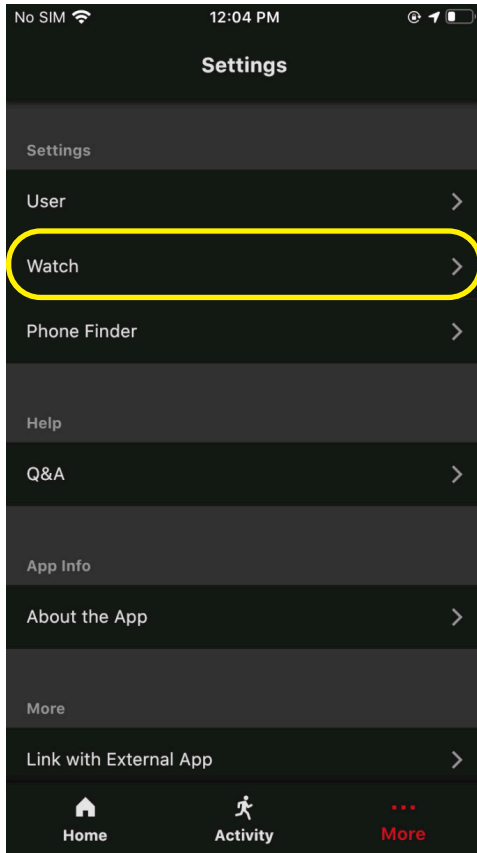 No SIM 12:04 PM
Settings
Settings
User
Watch
Phone Finder
Help
Q&A
App Info
About the App
More
Link with External App
Home Activity More